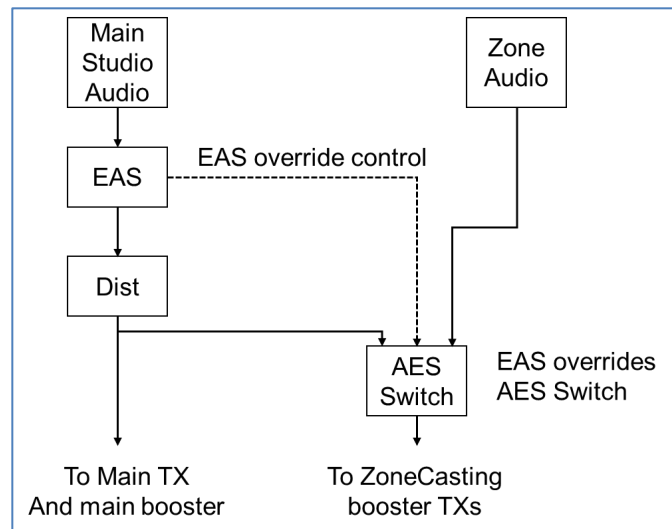 Main
Studio
Audio
Zone
Audio
EAS override control
EAS
Dist
AES
Switch
EAS overrides
AES Switch
To Main TX
And main booster
To ZoneCasting
booster TXs